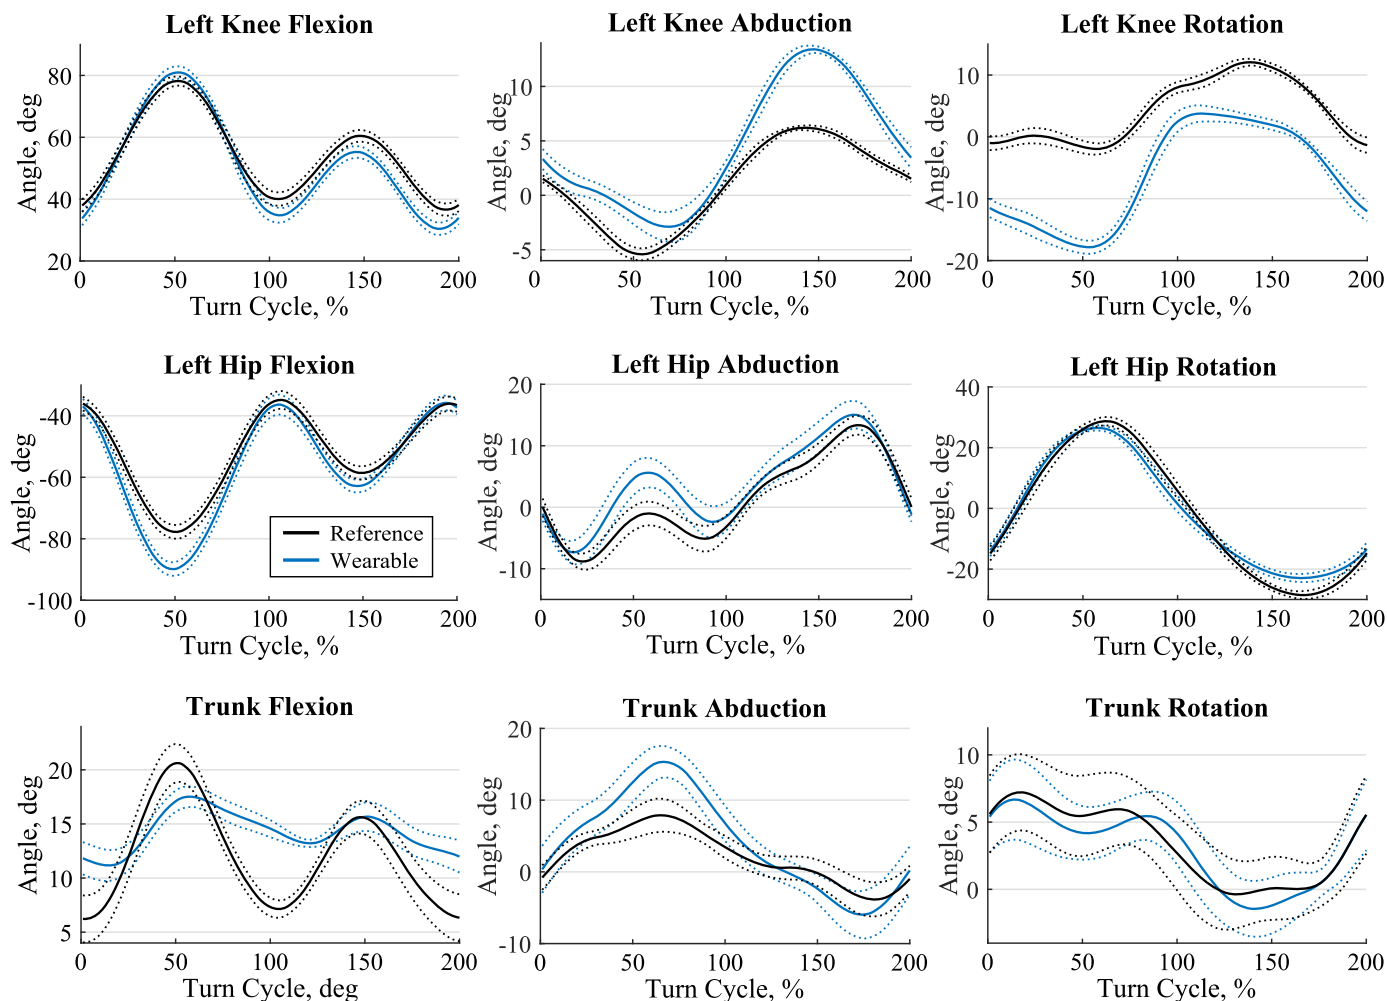 Left Knee Flexion
Left Knee Abduction
Left Knee Rotation
Angle, deg
80
60
40
20
0
50
100
150
200
Turn Cycle, %
Angle, deg
10
5
0
-5
0
50
100
150
200
Turn Cycle, %
Angle, deg
10
0
-10
-20
0
50
100
150
200
Turn Cycle, %
Left Hip Flexion
Left Hip Abduction
Left Hip Rotation
Angle, deg
-40
-60
-80
-100
Reference
Wearable
0
50
100
150
200
Turn Cycle, %
Angle, deg
20
10
0
-10
0
50
100
150
200
Turn Cycle, %
Angle, deg
40
20
0
-20
0
50
100
150
200
Turn Cycle, %
Trunk Flexion
Trunk Abduction
Trunk Rotation
Angle, deg
20
15
10
5
0
50
100
150
200
Turn Cycle, deg
Angle, deg
20
10
0
-10
0
50
100
150
200
Turn Cycle, %
Angle, deg
10
5
0
0
50
100
150
200
Turn Cycle, %